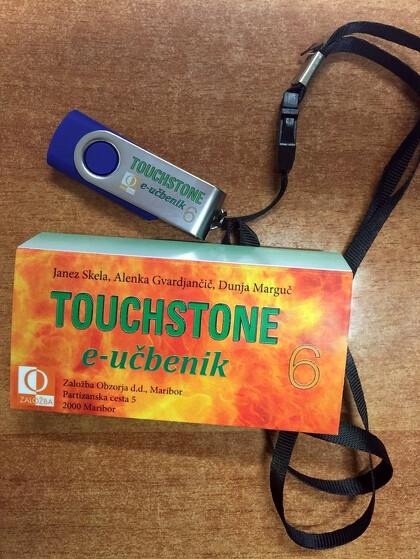 TOUCHSTONE
e-učbenik 6
Janez Skela, Alenka Gvardjančič, Dunja Marguč
TOUCHSTONE
e-učbenik
6
ZALOŽBA
Založba Obzorja d.d., Maribor
Partizanska cesta 5
2000 Maribor